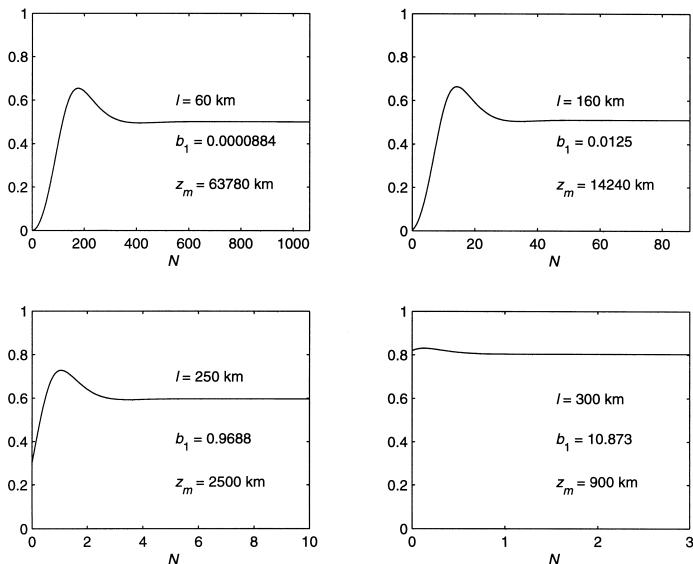 1
0.8
0.6
0.4
0.2
0
l = 60 km
b1 = 0.0000884
zm = 63780 km
0 200 400 600 800 1000
N
1
0.8
0.6
0.4
0.2
0
l = 160 km
b1 = 0.0125
zm = 14240 km
0 20 40 60 80
N
1
0.8
0.6
0.4
0.2
0
l = 250 km
b1 = 0.9688
zm = 2500 km
0 2 4 6 8 10
N
1
0.8
0.6
0.4
0.2
0
l = 300 km
b1 = 10.873
zm = 900 km
0 1 2 3
N